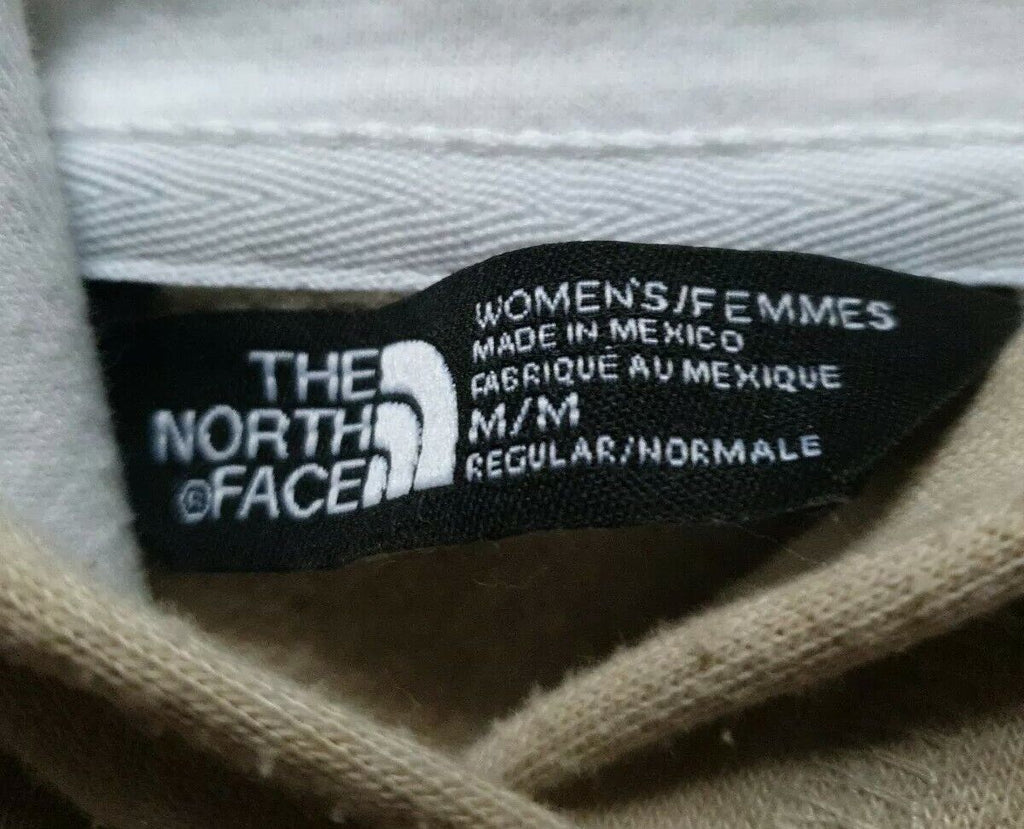 THE
NORTH
®FACE
WOMEN'S/FEMMES
MADE IN MEXICO
FABRIQUÉ AU MEXIQUE
M/M
REGULAR/NORMALE